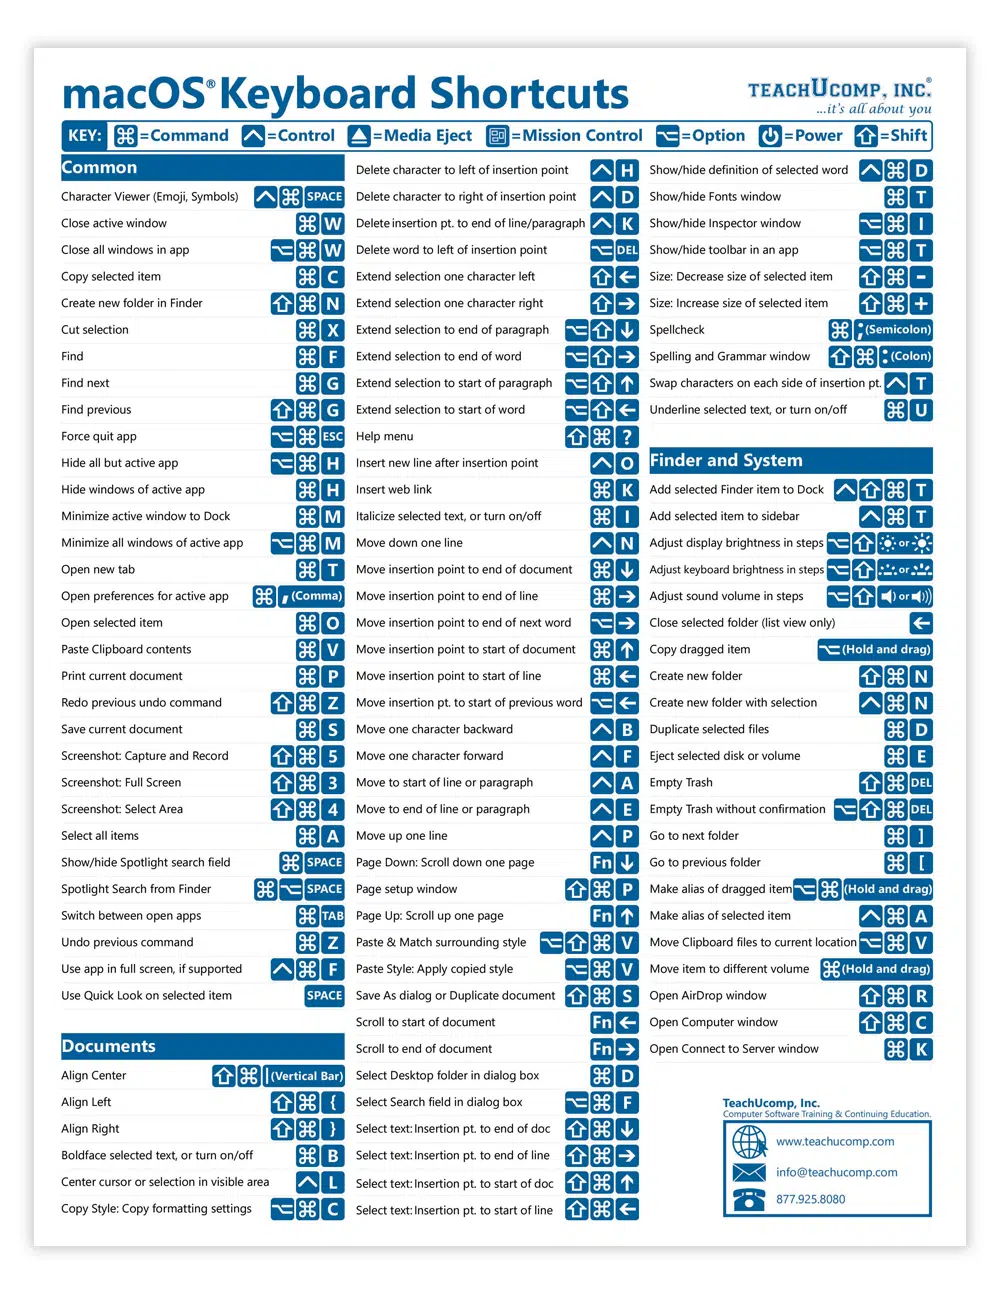 macOS® Keyboard Shortcuts
TEACHUCOMP, INC.®
...it's all about you
KEY: ⌘=Command ⌃=Control ⏏=Media Eject =Mission Control ⌥=Option ⏻=Power ⇧=Shift
Common
Character Viewer (Emoji, Symbols) ⌃ ⌘ SPACE
Close active window ⌘ W
Close all windows in app ⌥ ⌘ W
Copy selected item ⌘ C
Create new folder in Finder ⇧ ⌘ N
Cut selection ⌘ X
Find ⌘ F
Find next ⌘ G
Find previous ⇧ ⌘ G
Force quit app ⌥ ⌘ ESC
Hide all but active app ⌥ ⌘ H
Hide windows of active app ⌘ H
Minimize active window to Dock ⌘ M
Minimize all windows of active app ⌥ ⌘ M
Open new tab ⌘ T
Open preferences for active app ⌘ , (Comma)
Open selected item ⌘ O
Paste Clipboard contents ⌘ V
Print current document ⌘ P
Redo previous undo command ⇧ ⌘ Z
Save current document ⌘ S
Screenshot: Capture and Record ⇧ ⌘ 5
Screenshot: Full Screen ⇧ ⌘ 3
Screenshot: Select Area ⇧ ⌘ 4
Select all items ⌘ A
Show/hide Spotlight search field ⌘ SPACE
Spotlight Search from Finder ⌘ ⌥ SPACE
Switch between open apps ⌘ TAB
Undo previous command ⌘ Z
Use app in full screen, if supported ⌃ ⌘ F
Use Quick Look on selected item SPACE
Documents
Align Center ⇧ ⌘ | (Vertical Bar)
Align Left ⇧ ⌘ {
Align Right ⇧ ⌘ }
Boldface selected text, or turn on/off ⌘ B
Center cursor or selection in visible area ⌃ L
Copy Style: Copy formatting settings ⌥ ⌘ C
Delete character to left of insertion point ⌃ H
Delete character to right of insertion point ⌃ D
Delete insertion pt. to end of line/paragraph ⌃ K
Delete word to left of insertion point ⌥ DEL
Extend selection one character left ⇧ ←
Extend selection one character right ⇧ →
Extend selection to end of paragraph ⌥ ⇧ ↓
Extend selection to end of word ⌥ ⇧ →
Extend selection to start of paragraph ⌥ ⇧ ↑
Extend selection to start of word ⌥ ⇧ ←
Help menu ⇧ ⌘ ?
Insert new line after insertion point ⌃ O
Insert web link ⌘ K
Italicize selected text, or turn on/off ⌘ I
Move down one line ⌃ N
Move insertion point to end of document ⌘ ↓
Move insertion point to end of line ⌘ →
Move insertion point to end of next word ⌥ →
Move insertion point to start of document ⌘ ↑
Move insertion point to start of line ⌘ ←
Move insertion pt. to start of previous word ⌥ ←
Move one character backward ⌃ B
Move one character forward ⌃ F
Move to start of line or paragraph ⌃ A
Move to end of line or paragraph ⌃ E
Move up one line ⌃ P
Page Down: Scroll down one page Fn ↓
Page setup window ⇧ ⌘ P
Page Up: Scroll up one page Fn ↑
Paste & Match surrounding style ⌥ ⇧ ⌘ V
Paste Style: Apply copied style ⌥ ⌘ V
Save As dialog or Duplicate document ⇧ ⌘ S
Scroll to start of document Fn ←
Scroll to end of document Fn →
Select Desktop folder in dialog box ⌘ D
Select Search field in dialog box ⌥ ⌘ F
Select text: Insertion pt. to end of doc ⇧ ⌘ ↓
Select text: Insertion pt. to end of line ⇧ ⌘ →
Select text: Insertion pt. to start of doc ⇧ ⌘ ↑
Select text: Insertion pt. to start of line ⇧ ⌘ ←
Show/hide definition of selected word ⌃ ⌘ D
Show/hide Fonts window ⌘ T
Show/hide Inspector window ⌥ ⌘ I
Show/hide toolbar in an app ⌥ ⌘ T
Size: Decrease size of selected item ⇧ ⌘ -
Size: Increase size of selected item ⇧ ⌘ +
Spellcheck ⌘ ; (Semicolon)
Spelling and Grammar window ⇧ ⌘ : (Colon)
Swap characters on each side of insertion pt. ⌃ T
Underline selected text, or turn on/off ⌘ U
Finder and System
Add selected Finder item to Dock ⌃ ⇧ ⌘ T
Add selected item to sidebar ⌃ ⌘ T
Adjust display brightness in steps ⌥ ⇧ or
Adjust keyboard brightness in steps ⌥ ⇧ or
Adjust sound volume in steps ⌥ ⇧ or
Close selected folder (list view only) ←
Copy dragged item ⌥ (Hold and drag)
Create new folder ⇧ ⌘ N
Create new folder with selection ⌃ ⌘ N
Duplicate selected files ⌘ D
Eject selected disk or volume ⌘ E
Empty Trash ⇧ ⌘ DEL
Empty Trash without confirmation ⌥ ⇧ ⌘ DEL
Go to next folder ⌘ ]
Go to previous folder ⌘ [
Make alias of dragged item ⌥ ⌘ (Hold and drag)
Make alias of selected item ⌃ ⌘ A
Move Clipboard files to current location ⌥ ⌘ V
Move item to different volume ⌘ (Hold and drag)
Open AirDrop window ⇧ ⌘ R
Open Computer window ⇧ ⌘ C
Open Connect to Server window ⌘ K
TeachUcomp, Inc.
Computer Software Training & Continuing Education.
www.teachucomp.com
info@teachucomp.com
877.925.8080